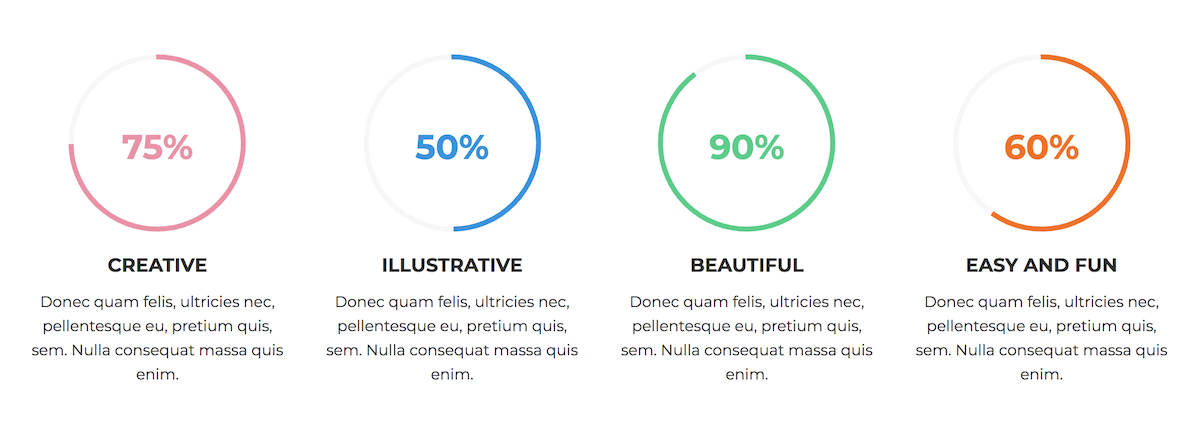 75%
50%
90%
60%
CREATIVE
Donec quam felis, ultricies nec,
pellentesque eu, pretium quis,
sem. Nulla consequat massa quis
enim.
ILLUSTRATIVE
Donec quam felis, ultricies nec,
pellentesque eu, pretium quis,
sem. Nulla consequat massa quis
enim.
BEAUTIFUL
Donec quam felis, ultricies nec,
pellentesque eu, pretium quis,
sem. Nulla consequat massa quis
enim.
EASY AND FUN
Donec quam felis, ultricies nec,
pellentesque eu, pretium quis,
sem. Nulla consequat massa quis
enim.